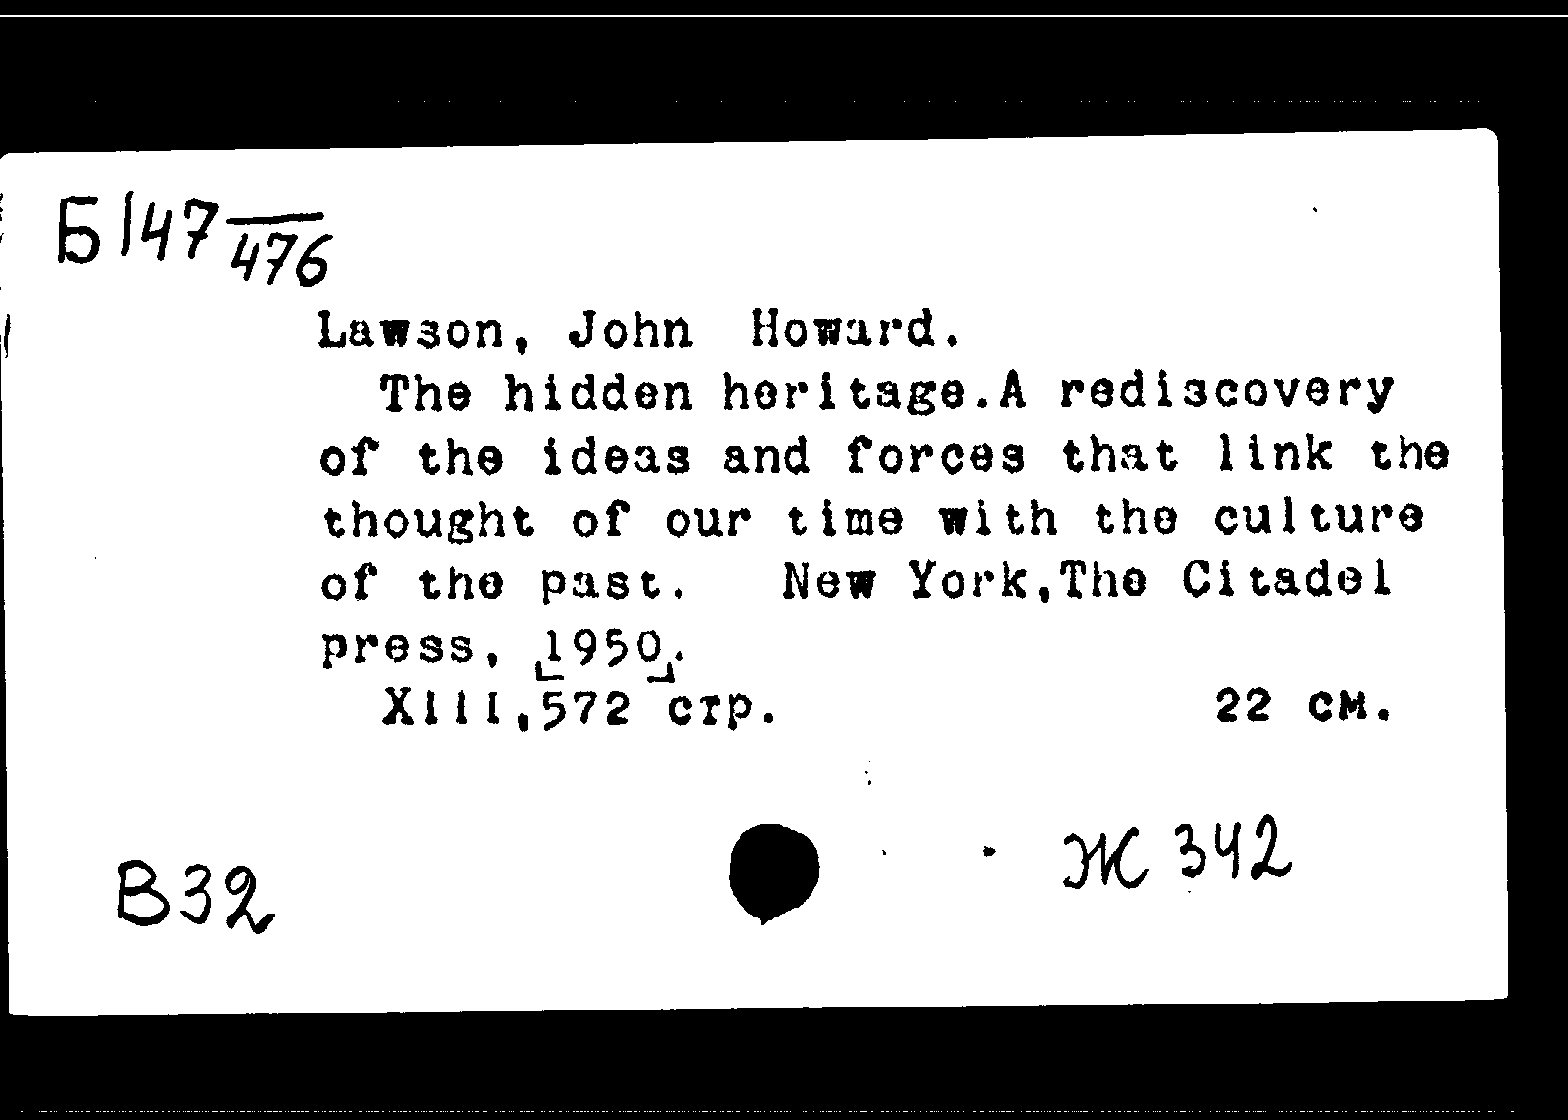 Б 147/476
Lawson, John Howard.
The hidden heritage.A rediscovery
of the ideas and forces that link the
thought of our time with the culture
of the past. New York,The Citadel
press, [1950].
XIII,572 стр. 22 см.
Ж 342
В32